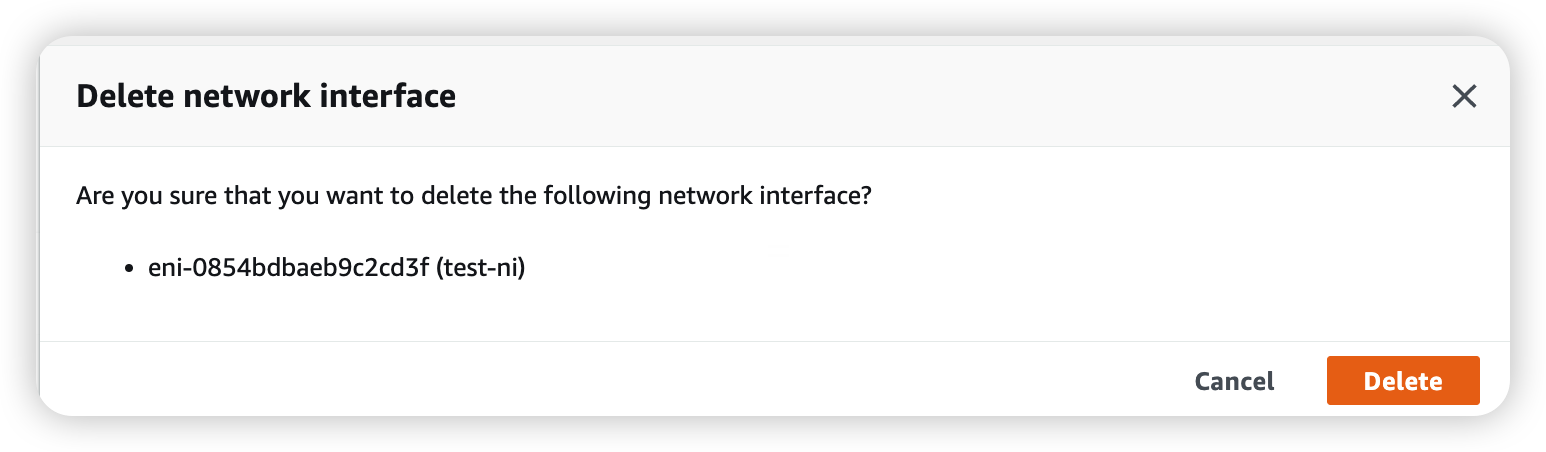 Delete network interface
Are you sure that you want to delete the following network interface?
• eni-0854bdbaeb9c2cd3f (test-ni)
Cancel
Delete